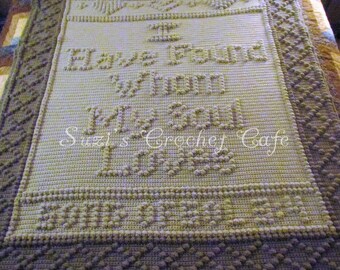 I
Have Found
Whom
My Soul
Suzi's Crochet Cafe
Loves
Song of Sol 3:4